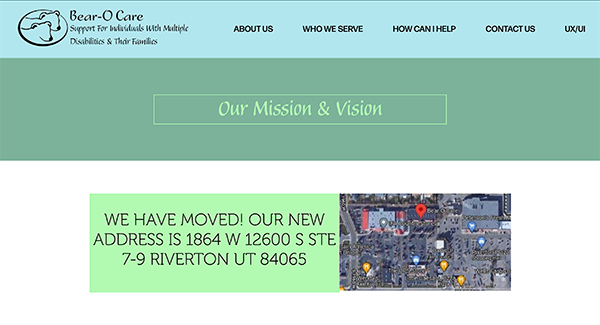 Bear-O Care
Support For Individuals With Multiple
Disabilities & Their Families
ABOUT US
WHO WE SERVE
HOW CAN I HELP
CONTACT US
UX/UI
Our Mission & Vision
WE HAVE MOVED! OUR NEW
ADDRESS IS 1864 W 12600 S STE
7-9 RIVERTON UT 84065
Bear-O